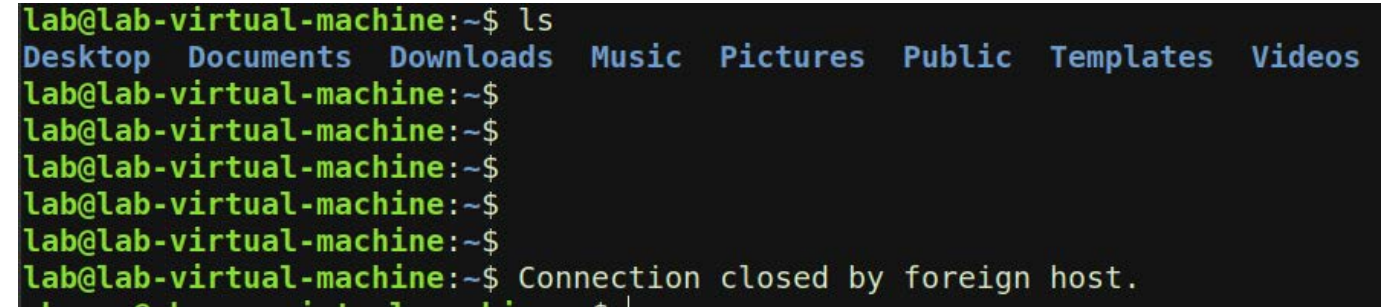 lab@lab-virtual-machine:~$ ls
Desktop Documents Downloads Music Pictures Public Templates Videos
lab@lab-virtual-machine:~$
lab@lab-virtual-machine:~$
lab@lab-virtual-machine:~$
lab@lab-virtual-machine:~$
lab@lab-virtual-machine:~$
lab@lab-virtual-machine:~$ Connection closed by foreign host.